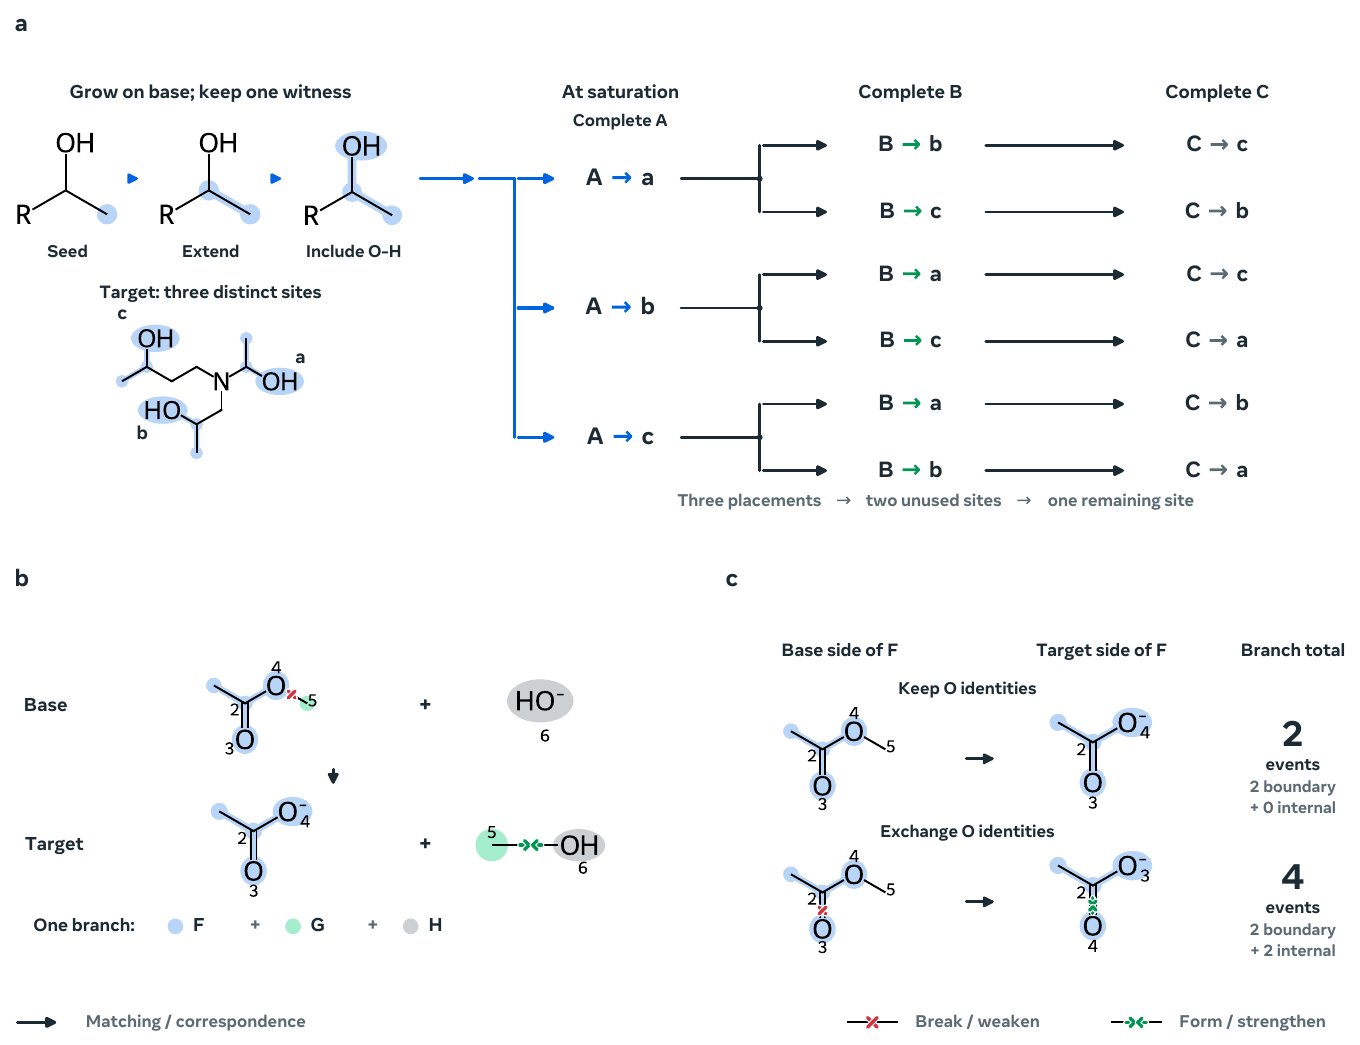 a
Grow on base; keep one witness
At saturation
Complete A
Complete B
Complete C
OH
OH
OH
R
R
R
Seed
Extend
Include O-H
A → a
B → b
C → c
B → c
C → b
A → b
B → a
C → c
B → c
C → a
A → c
B → a
C → b
B → b
C → a
Three placements → two unused sites → one remaining site
Target: three distinct sites
c
OH
a
N
OH
HO
b
b
Base
4
O
5
2
3 O
+
HO⁻
6
Target
O⁻
4
2
O
3
+
5
OH
6
One branch: F + G + H
c
Base side of F
Target side of F
Branch total
Keep O identities
4
O
5
2
O
3
O⁻
4
2
O
3
2
events
2 boundary
+ 0 internal
Exchange O identities
4
O
5
2
O
3
O⁻
3
2
O
4
4
events
2 boundary
+ 2 internal
Matching / correspondence
Break / weaken
Form / strengthen